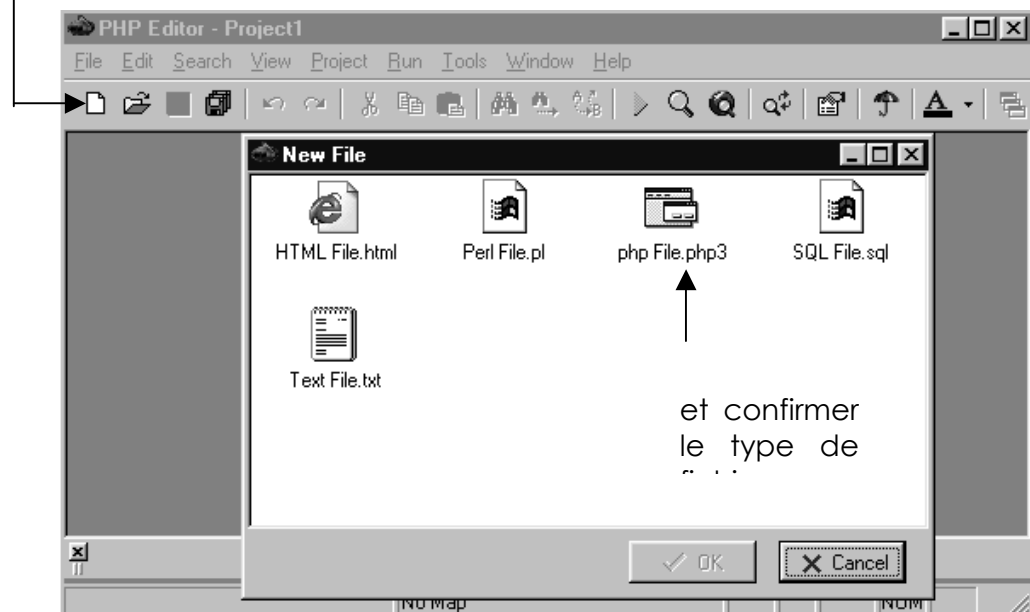 PHP Editor - Project1
File Edit Search View Project Run Tools Window Help
New File
HTML File.html Perl File.pl php File.php3 SQL File.sql
Text File.txt
et confirmer
le type de
OK Cancel
No Map NUM